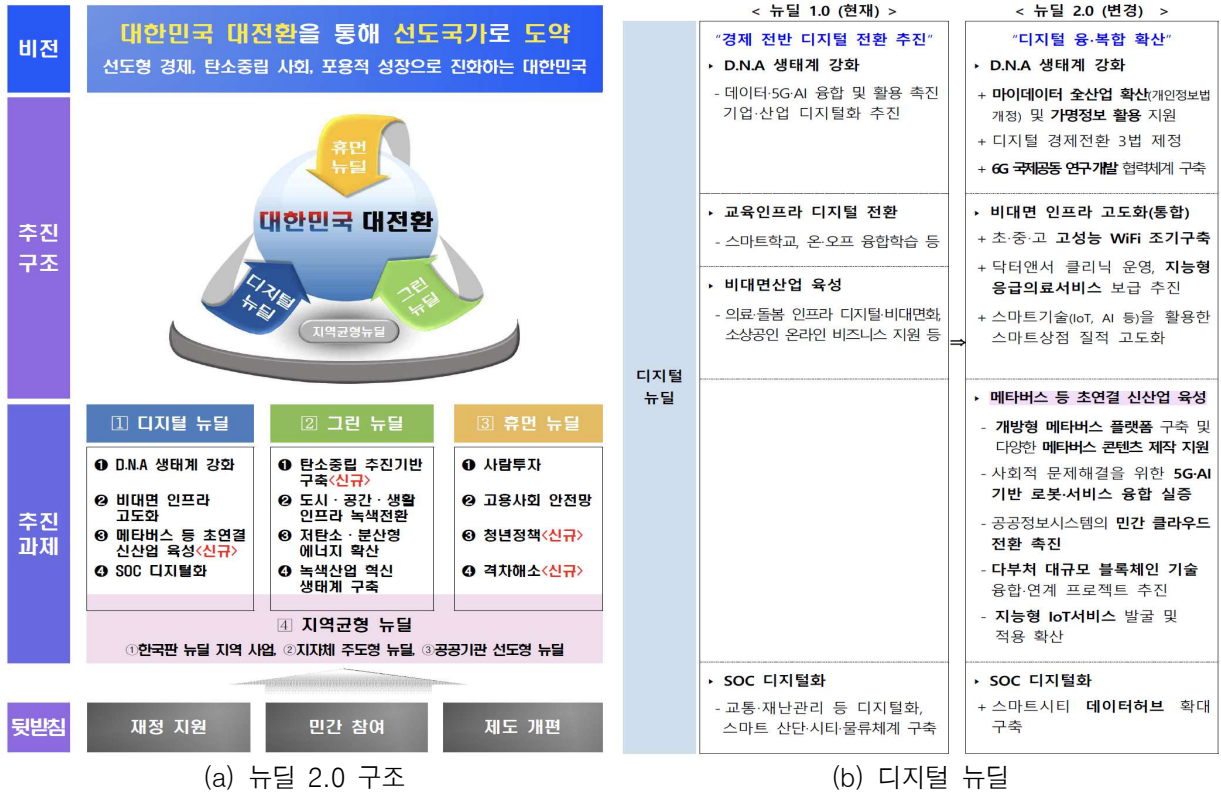 비전
대한민국 대전환을 통해 선도국가로 도약
선도형 경제, 탄소중립 사회, 포용적 성장으로 진화하는 대한민국
추진
구조
휴먼
뉴딜
대한민국 대전환
디지털
뉴딜
그린
뉴딜
지역균형뉴딜
추진
과제
① 디지털 뉴딜
❶ D.N.A 생태계 강화
❷ 비대면 인프라
고도화
❸ 메타버스 등 초연결
신산업 육성<신규>
❹ SOC 디지털화
② 그린 뉴딜
❶ 탄소중립 추진기반
구축<신규>
❷ 도시·공간·생활
인프라 녹색전환
❸ 저탄소·분산형
에너지 확산
❹ 녹색산업 혁신
생태계 구축
③ 휴먼 뉴딜
❶ 사람투자
❷ 고용사회 안전망
❸ 청년정책<신규>
❹ 격차해소<신규>
④ 지역균형 뉴딜
①한국판 뉴딜 지역 사업, ②지자체 주도형 뉴딜, ③공공기관 선도형 뉴딜
뒷받침
재정 지원
민간 참여
제도 개편
(a) 뉴딜 2.0 구조
< 뉴딜 1.0 (현재) >
< 뉴딜 2.0 (변경) >
디지털
뉴딜
"경제 전반 디지털 전환 추진"
▸ D.N.A 생태계 강화
- 데이터·5G·AI 융합 및 활용 촉진
기업·산업 디지털화 추진
"디지털 융·복합 확산"
▸ D.N.A 생태계 강화
+ 마이데이터 全산업 확산(개인정보법
개정) 및 가명정보 활용 지원
+ 디지털 경제전환 3법 제정
+ 6G 국제공동 연구개발 협력체계 구축
▸ 교육인프라 디지털 전환
- 스마트학교, 온·오프 융합학습 등
▸ 비대면산업 육성
- 의료·돌봄 인프라 디지털·비대면화,
소상공인 온라인 비즈니스 지원 등
⇒
▸ 비대면 인프라 고도화(통합)
+ 초·중·고 고성능 WiFi 조기구축
+ 닥터앤서 클리닉 운영, 지능형
응급의료서비스 보급 추진
+ 스마트기술(IoT, AI 등)을 활용한
스마트상점 질적 고도화
▸ 메타버스 등 초연결 신산업 육성
- 개방형 메타버스 플랫폼 구축 및
다양한 메타버스 콘텐츠 제작 지원
- 사회적 문제해결을 위한 5G·AI
기반 로봇·서비스 융합 실증
- 공공정보시스템의 민간 클라우드
전환 촉진
- 다부처 대규모 블록체인 기술
융합·연계 프로젝트 추진
- 지능형 IoT서비스 발굴 및
적용 확산
▸ SOC 디지털화
- 교통·재난관리 등 디지털화,
스마트 산단·시티·물류체계 구축
▸ SOC 디지털화
+ 스마트시티 데이터허브 확대
구축
(b) 디지털 뉴딜